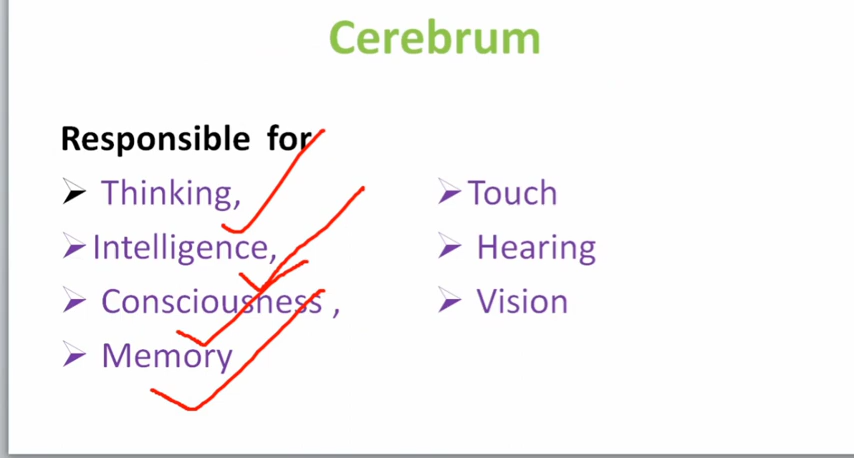 Cerebrum
Responsible for
Thinking,
Intelligence,
Consciousness ,
Memory
Touch
Hearing
Vision